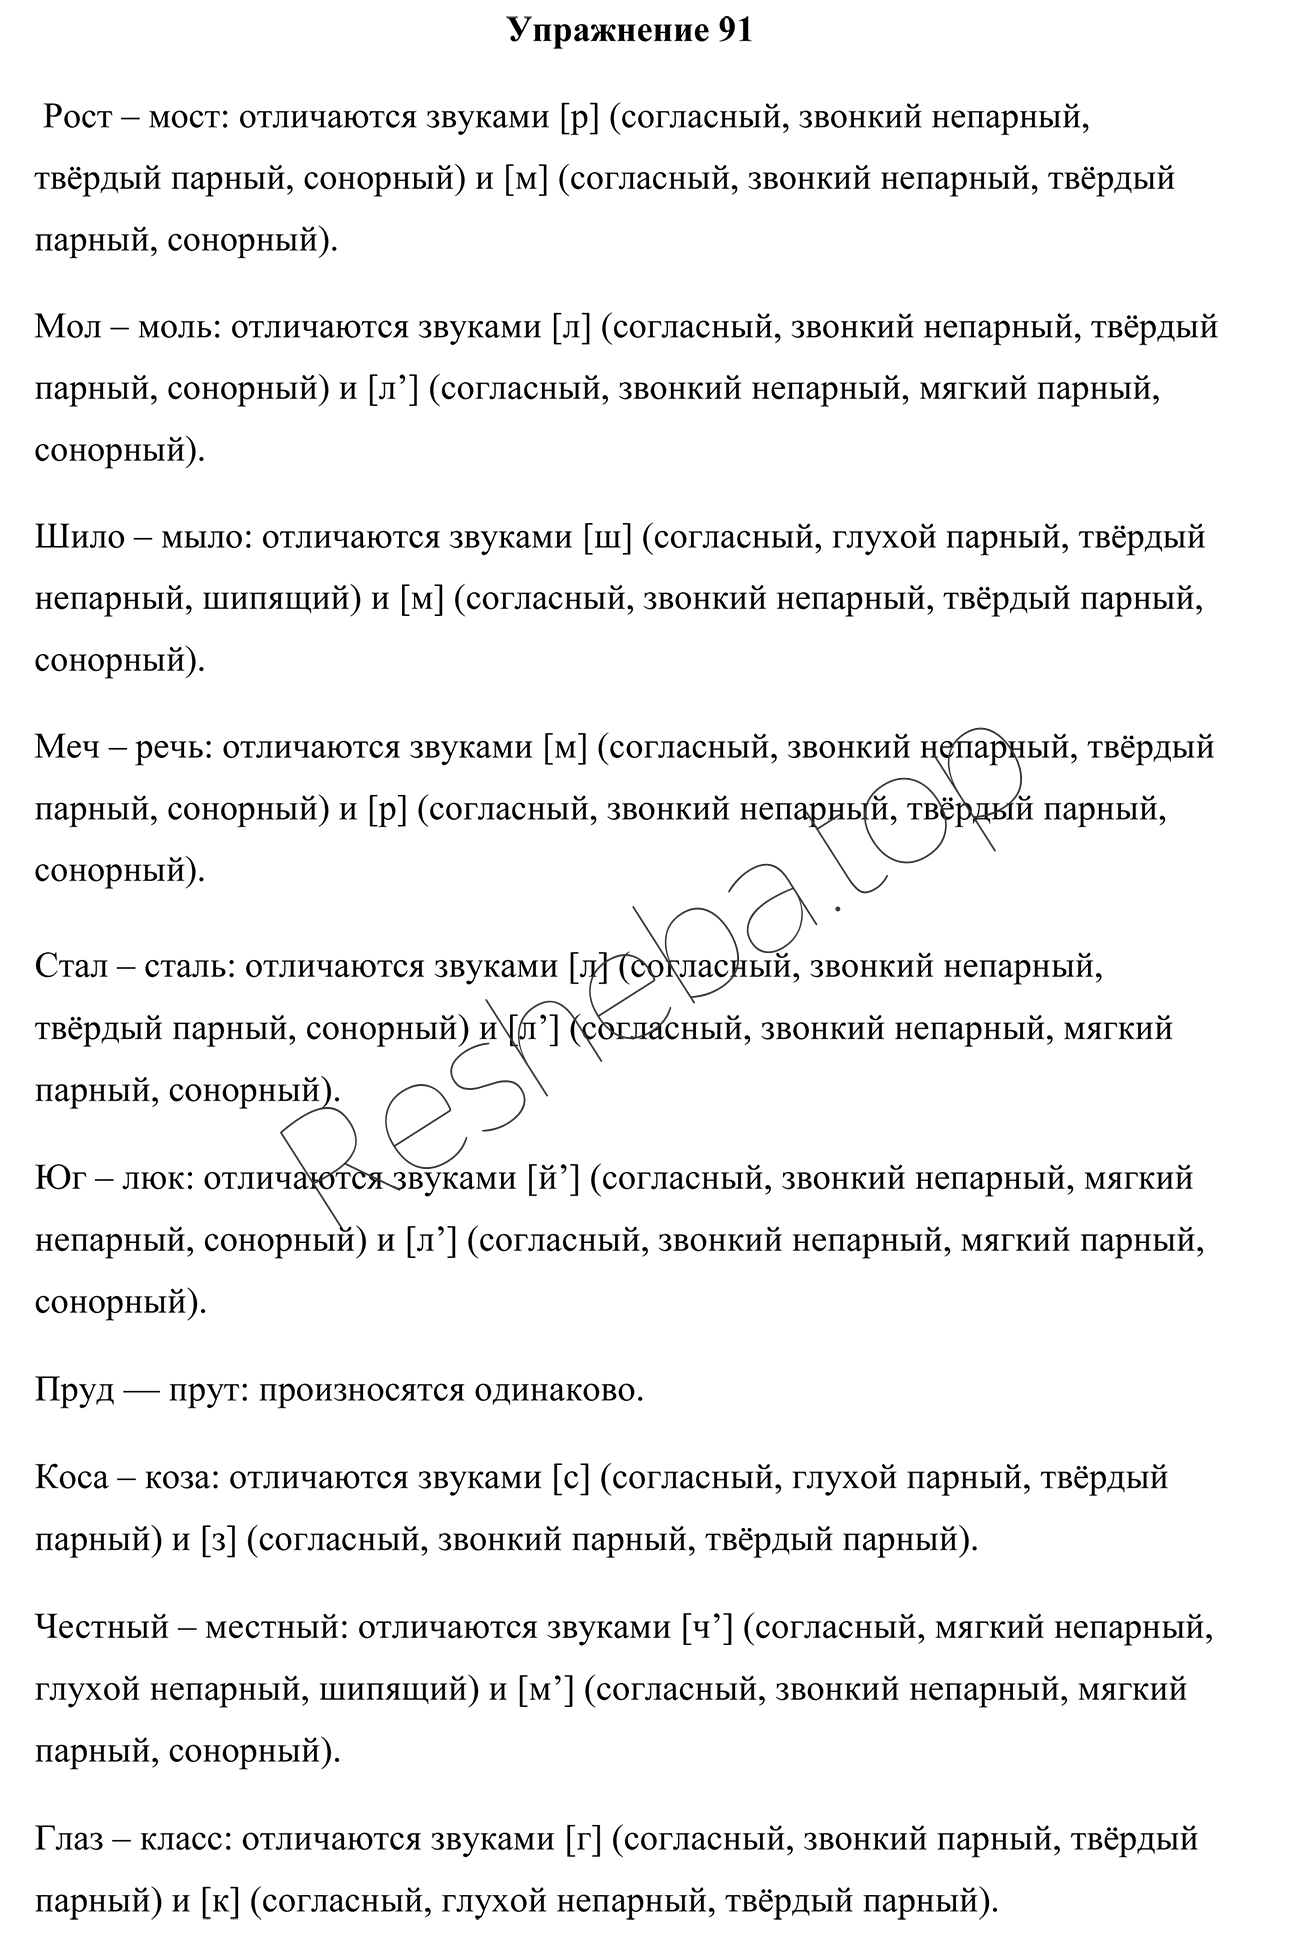 Упражнение 91
Рост – мост: отличаются звуками [р] (согласный, звонкий непарный,
твёрдый парный, сонорный) и [м] (согласный, звонкий непарный, твёрдый
парный, сонорный).
Мол – моль: отличаются звуками [л] (согласный, звонкий непарный, твёрдый
парный, сонорный) и [л’] (согласный, звонкий непарный, мягкий парный,
сонорный).
Шило – мыло: отличаются звуками [ш] (согласный, глухой парный, твёрдый
непарный, шипящий) и [м] (согласный, звонкий непарный, твёрдый парный,
сонорный).
Меч – речь: отличаются звуками [м] (согласный, звонкий непарный, твёрдый
парный, сонорный) и [р] (согласный, звонкий непарный, твёрдый парный,
сонорный).
Стал – сталь: отличаются звуками [л] (согласный, звонкий непарный,
твёрдый парный, сонорный) и [л’] (согласный, звонкий непарный, мягкий
парный, сонорный).
Юг – люк: отличаются звуками [й’] (согласный, звонкий непарный, мягкий
непарный, сонорный) и [л’] (согласный, звонкий непарный, мягкий парный,
сонорный).
Пруд — прут: произносятся одинаково.
Коса – коза: отличаются звуками [с] (согласный, глухой парный, твёрдый
парный) и [з] (согласный, звонкий парный, твёрдый парный).
Честный – местный: отличаются звуками [ч’] (согласный, мягкий непарный,
глухой непарный, шипящий) и [м’] (согласный, звонкий непарный, мягкий
парный, сонорный).
Глаз – класс: отличаются звуками [г] (согласный, звонкий парный, твёрдый
парный) и [к] (согласный, глухой непарный, твёрдый парный).
Resheba.top